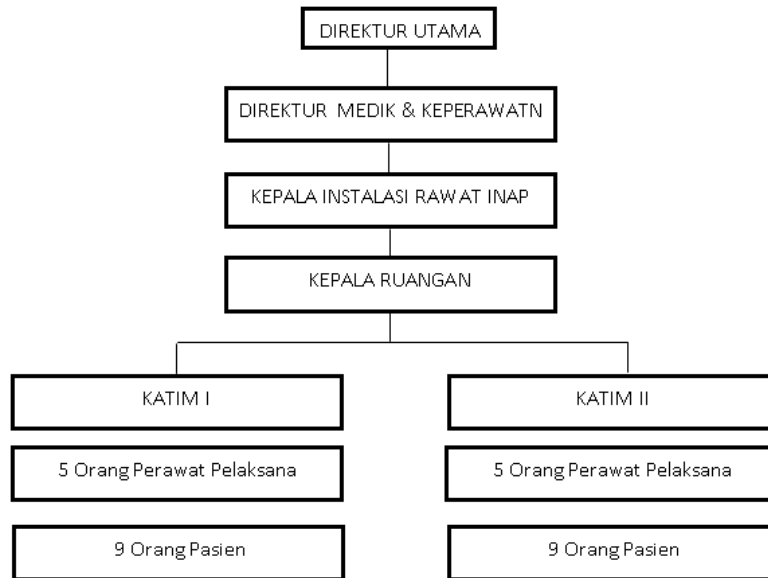 DIREKTUR UTAMA
DIREKTUR MEDIK & KEPERAWATN
KEPALA INSTALASI RAWAT INAP
KEPALA RUANGAN
KATIM I
KATIM II
5 Orang Perawat Pelaksana
5 Orang Perawat Pelaksana
9 Orang Pasien
9 Orang Pasien